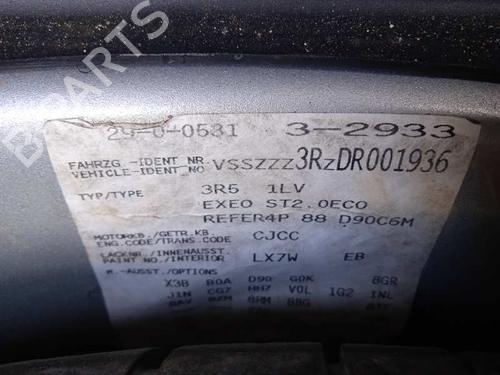 PARTS
29-0-0531 3-2933
FAHRZG.-IDENT NR.
VEHICLE-IDENT NO VSSZZZ3RZDR001936
TYP/TYPE 3R5 1LV
EXEO ST2.0ECO
REFER4P 88 D90C6M
MOTORKB./GETR.KB
ENG.CODE/TRANS.CODE CJCC
LACKNR./INNENAUSST.
PAINT NO./INTERIOR LX7W EB
M.-AUSST./OPTIONS
X3B B0A D90 G0K 8GR
J1N CG7 HH7 V0L 1G2 INL